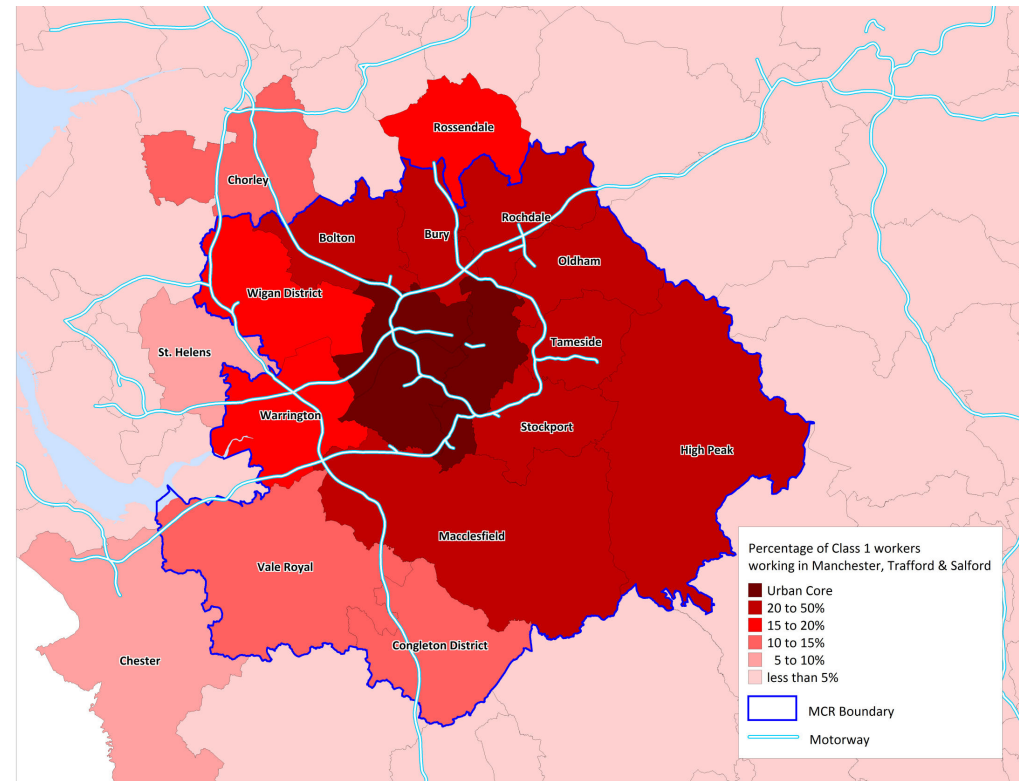 Rossendale
Chorley
Rochdale
Bolton
Bury
Oldham
Wigan District
Tameside
St. Helens
Warrington
Stockport
High Peak
Macclesfield
Vale Royal
Congleton District
Chester
Percentage of Class 1 workers
working in Manchester, Trafford & Salford
Urban Core
20 to 50%
15 to 20%
10 to 15%
5 to 10%
less than 5%
MCR Boundary
Motorway